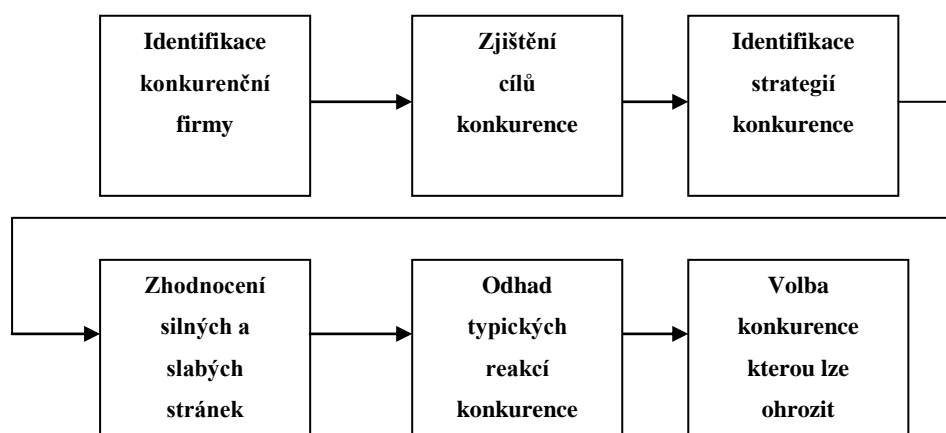 Identifikace
konkurenční
firmy
Zjištění
cílů
konkurence
Identifikace
strategií
konkurence
Zhodnocení
silných a
slabých
stránek
Odhad
typických
reakcí
konkurence
Volba
konkurence
kterou lze
ohrozit